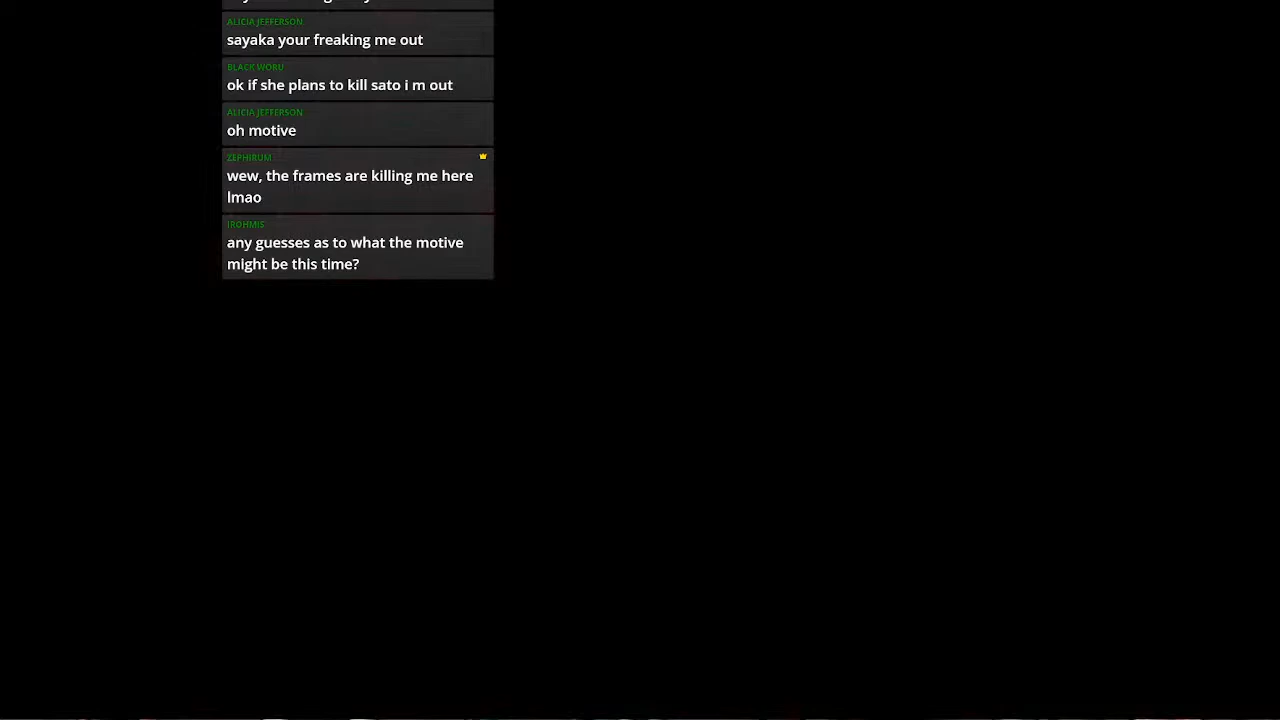 ALICIA JEFFERSON
sayaka your freaking me out
BLACK WORU
ok if she plans to kill sato i m out
ALICIA JEFFERSON
oh motive
ZEPHIRUM
wew, the frames are killing me here
lmao
IROHMIS
any guesses as to what the motive
might be this time?